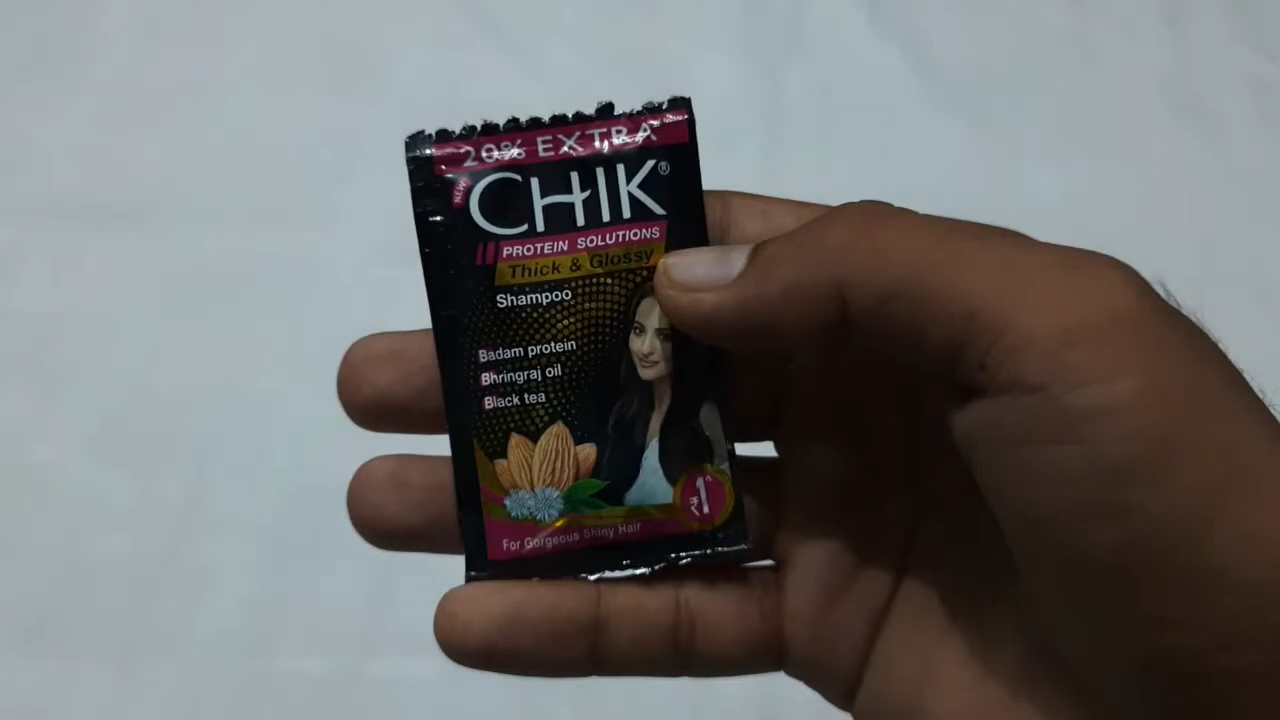 20% EXTRA
NEW
CHIK®
PROTEIN SOLUTIONS
Thick & Glossy
Shampoo
Badam protein
Bhringraj oil
Black tea
₹1
For Gorgeous Shiny Hair